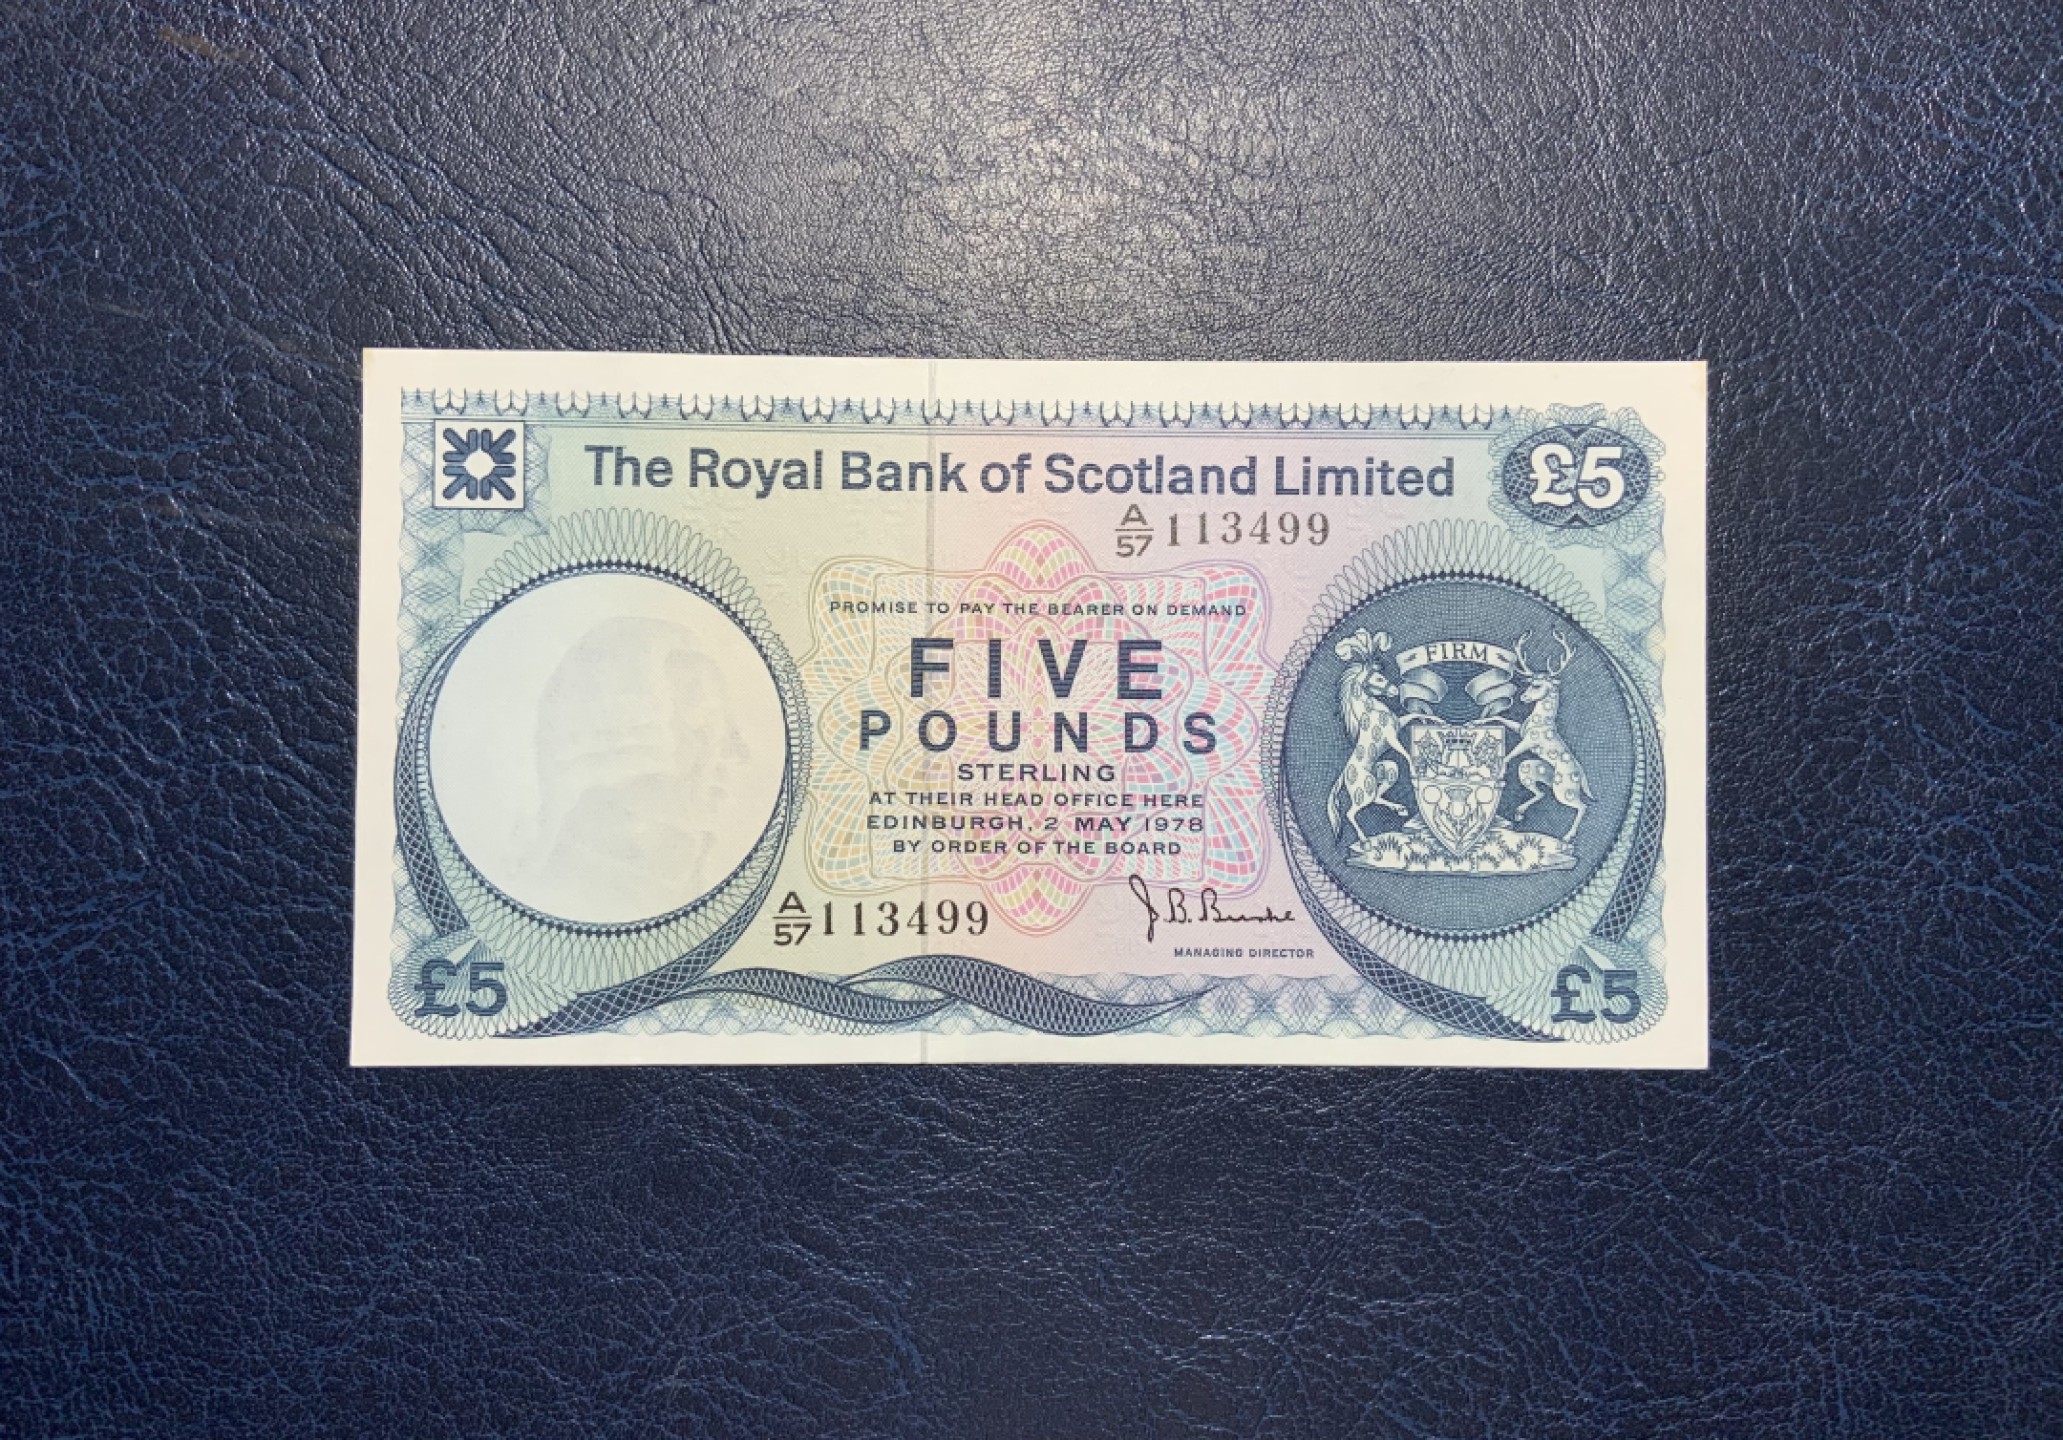 The Royal Bank of Scotland Limited
£5
A/57 113499
PROMISE TO PAY THE BEARER ON DEMAND
FIVE
POUNDS
STERLING
AT THEIR HEAD OFFICE HERE
EDINBURGH, 2 MAY 1978
BY ORDER OF THE BOARD
FIRM
A/57 113499
J. B. Burke
MANAGING DIRECTOR
£5
£5